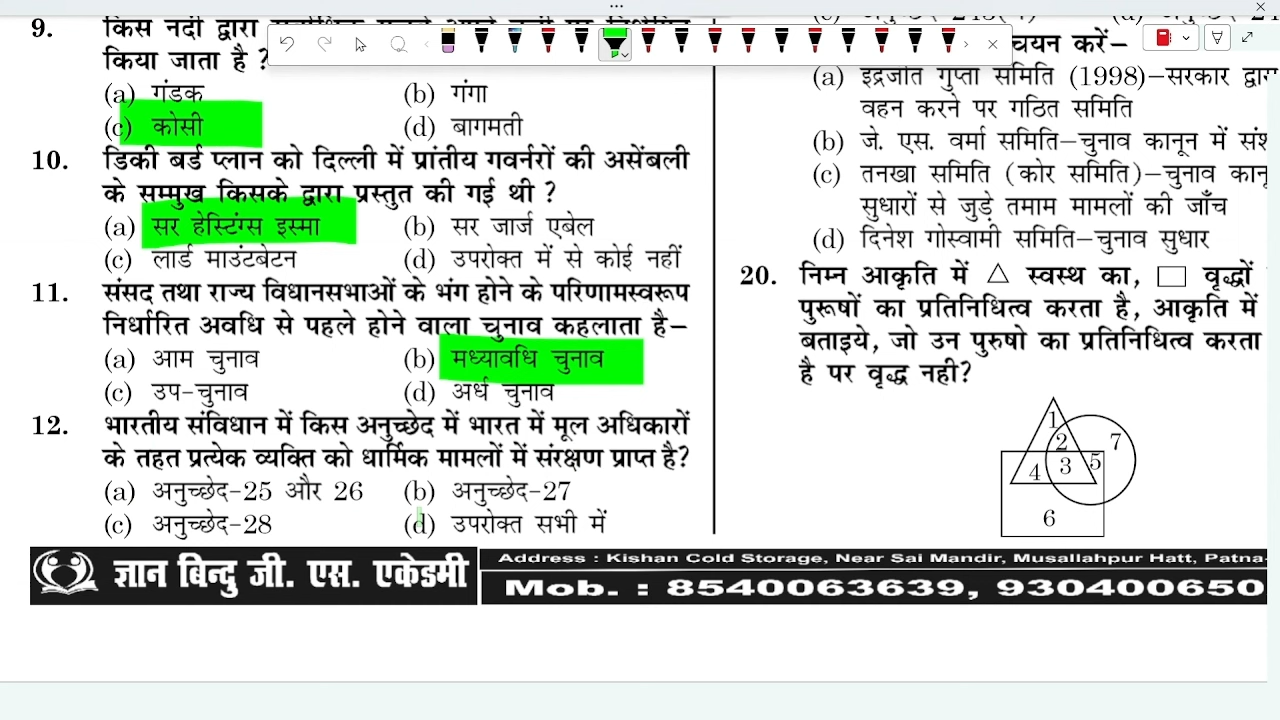 9. किस नदी द्वारा
किया जाता है ?
(a) गंडक (b) गंगा
(c) कोसी (d) बागमती
10. डिकी बर्ड प्लान को दिल्ली में प्रांतीय गवर्नरों की असेंबली
के सम्मुख किसके द्वारा प्रस्तुत की गई थी ?
(a) सर हेस्टिंग्स इस्मा (b) सर जार्ज एबेल
(c) लार्ड माउंटबेटन (d) उपरोक्त में से कोई नहीं
11. संसद तथा राज्य विधानसभाओं के भंग होने के परिणामस्वरूप
निर्धारित अवधि से पहले होने वाला चुनाव कहलाता है–
(a) आम चुनाव (b) मध्यावधि चुनाव
(c) उप-चुनाव (d) अर्ध चुनाव
12. भारतीय संविधान में किस अनुच्छेद में भारत में मूल अधिकारों
के तहत प्रत्येक व्यक्ति को धार्मिक मामलों में संरक्षण प्राप्त है?
(a) अनुच्छेद-25 और 26 (b) अनुच्छेद-27
(c) अनुच्छेद-28 (d) उपरोक्त सभी में
चयन करें–
(a) इंद्रजीत गुप्ता समिति (1998)–सरकार
वहन करने पर गठित समिति
(b) जे. एस. वर्मा समिति–चुनाव कानून में
(c) तनखा समिति (कोर समिति)–चुनाव
सुधारों से जुड़े तमाम मामलों की जाँच
(d) दिनेश गोस्वामी समिति–चुनाव सुधार
20. निम्न आकृति में △ स्वस्थ का, □ वृद्धों
पुरूषों का प्रतिनिधित्व करता है, आकृति में
बताइये, जो उन पुरुषो का प्रतिनिधित्व करता
है पर वृद्ध नही?
1
2 7
4 3 5
6
ज्ञान बिन्दु जी. एस. एकेडमी
Address : Kishan Cold Storage, Near Sai Mandir, Musallahpur Hatt, Patna-
Mob. : 8540063639, 930400650